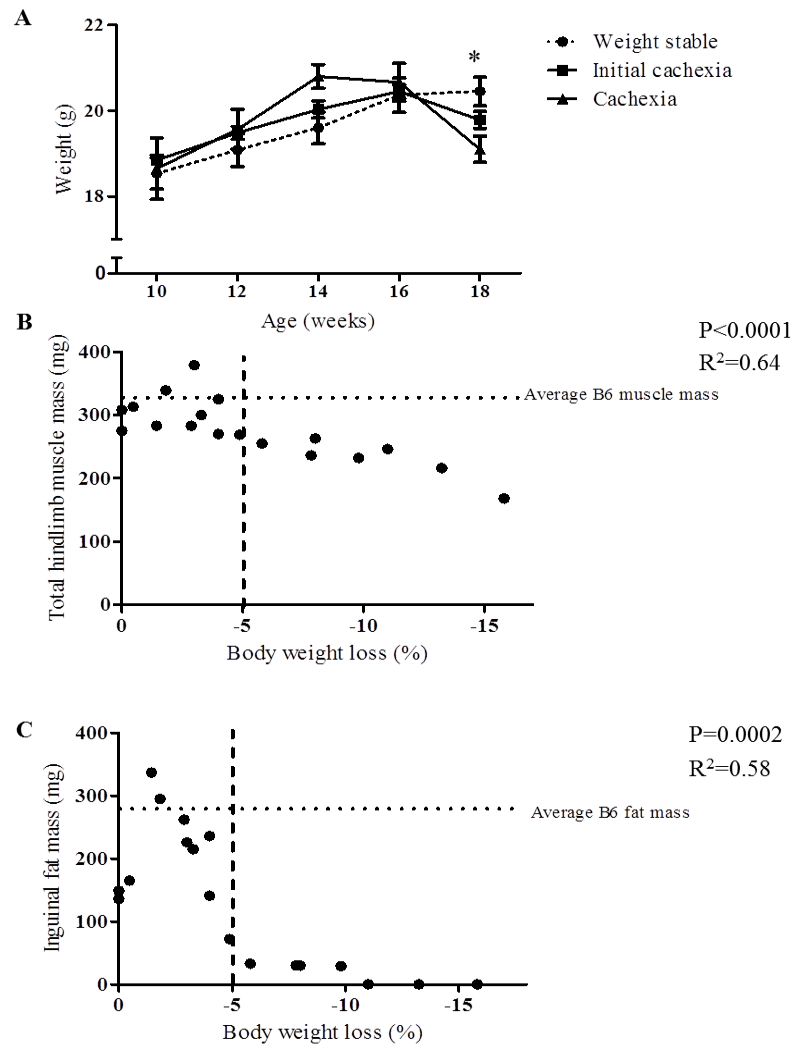 A
22
20
18
0
Weight (g)
10 12 14 16 18
Age (weeks)
*
Weight stable
Initial cachexia
Cachexia
B
P<0.0001
R²=0.64
400
300
200
100
0
Total hindlimb muscle mass (mg)
Average B6 muscle mass
0 -5 -10 -15
Body weight loss (%)
C
P=0.0002
R²=0.58
400
300
200
100
0
Inguinal fat mass (mg)
Average B6 fat mass
0 -5 -10 -15
Body weight loss (%)